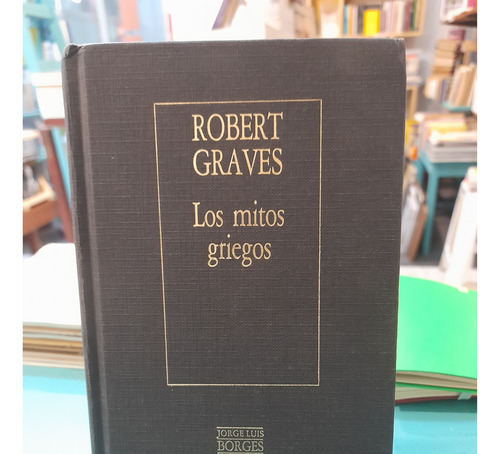 ROBERT
GRAVES
Los mitos
griegos
JORGE LUIS
BORGES